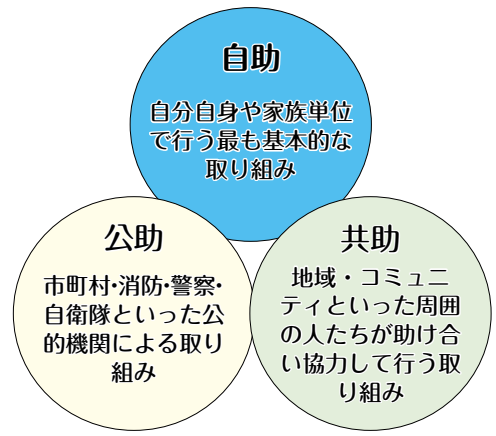 自助
自分自身や家族単位
で行う最も基本的な
取り組み
公助
市町村・消防・警察・
自衛隊といった公
的機関による取り
組み
共助
地域・コミュニ
ティといった周囲
の人たちが助け合
い協力して行う取
り組み